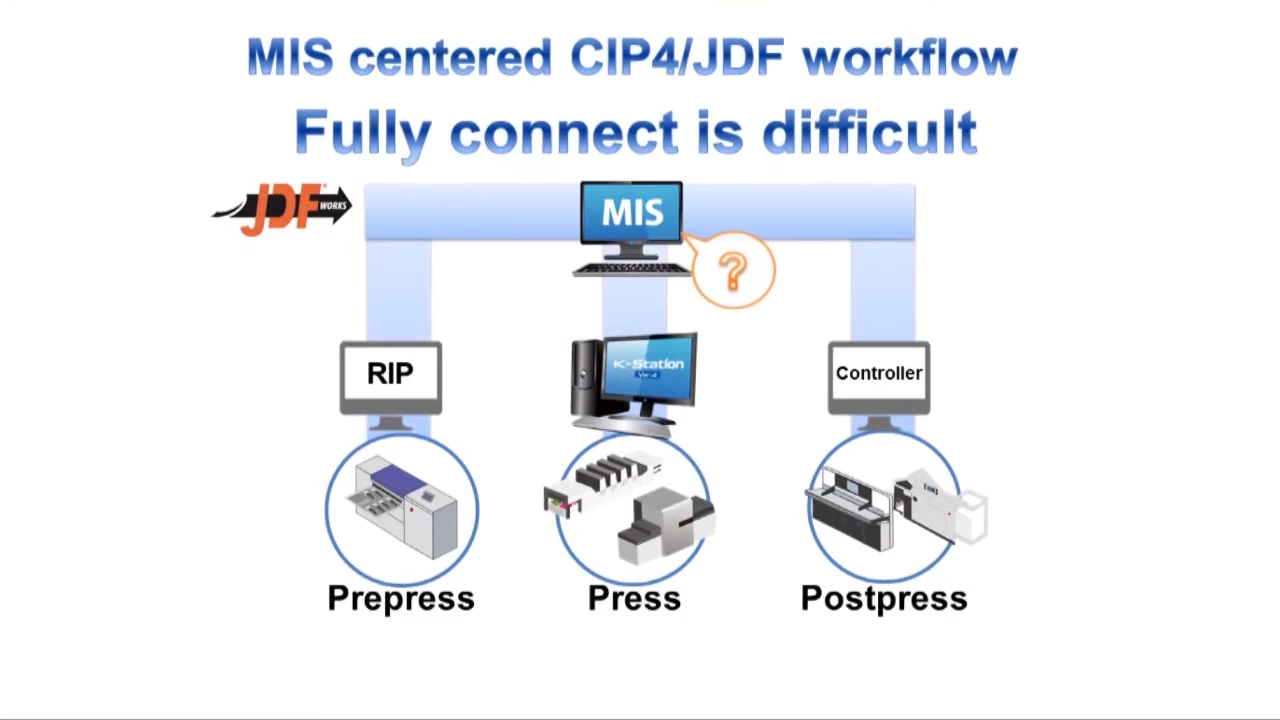 MIS centered CIP4/JDF workflow
Fully connect is difficult
JDF WORKS
MIS
?
RIP
K-Station
Controller
Prepress
Press
Postpress